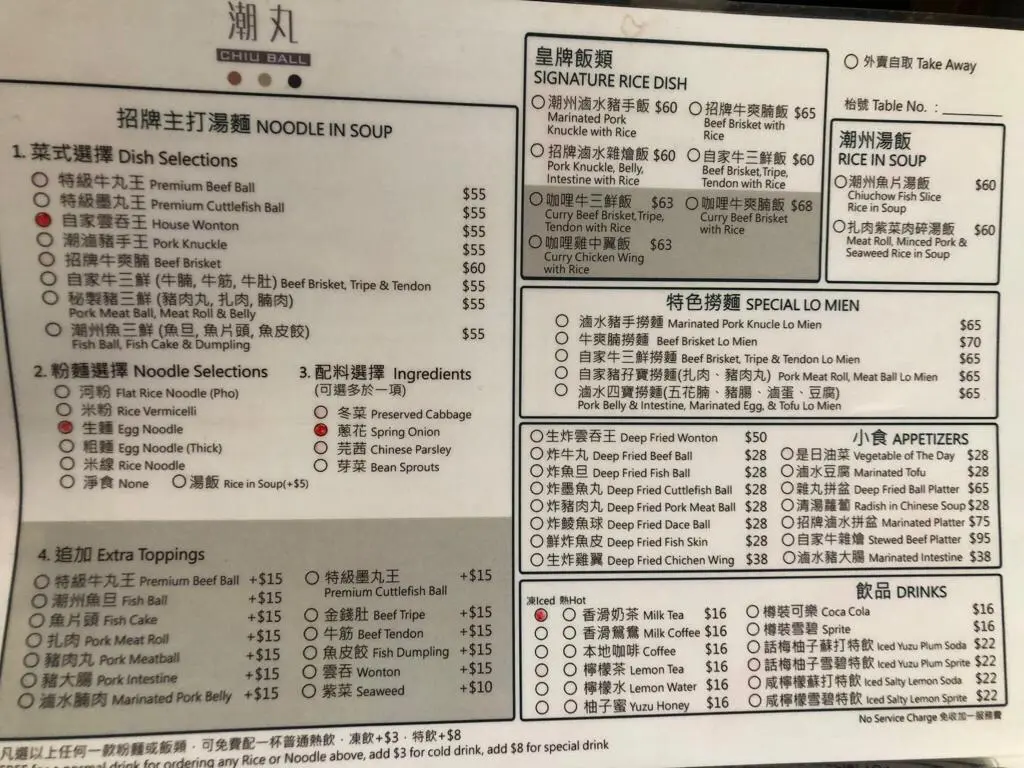 潮丸
CHIU BALL
招牌主打湯麵 NOODLE IN SOUP
1. 菜式選擇 Dish Selections
特級牛丸王 Premium Beef Ball $55
特級墨丸王 Premium Cuttlefish Ball $55
自家雲吞王 House Wonton $55
潮滷豬手王 Pork Knuckle $55
招牌牛爽腩 Beef Brisket $60
自家牛三鮮 (牛腩, 牛筋, 牛肚) Beef Brisket, Tripe & Tendon $55
秘製豬三鮮 (豬肉丸, 扎肉, 腩肉) $55
Pork Meat Ball, Meat Roll & Belly
潮州魚三鮮 (魚旦, 魚片頭, 魚皮餃) $55
Fish Ball, Fish Cake & Dumpling
2. 粉麵選擇 Noodle Selections
河粉 Flat Rice Noodle (Pho)
米粉 Rice Vermicelli
生麵 Egg Noodle
粗麵 Egg Noodle (Thick)
米線 Rice Noodle
淨食 None 湯飯 Rice in Soup(+$5)
3. 配料選擇 Ingredients
(可選多於一項)
冬菜 Preserved Cabbage
蔥花 Spring Onion
芫茜 Chinese Parsley
芽菜 Bean Sprouts
4. 追加 Extra Toppings
特級牛丸王 Premium Beef Ball +$15
潮州魚旦 Fish Ball +$15
魚片頭 Fish Cake +$15
扎肉 Pork Meat Roll +$15
豬肉丸 Pork Meatball +$15
豬大腸 Pork Intestine +$15
滷水腩肉 Marinated Pork Belly +$15
特級墨丸王 +$15
Premium Cuttlefish Ball
金錢肚 Beef Tripe +$15
牛筋 Beef Tendon +$15
魚皮餃 Fish Dumpling +$15
雲吞 Wonton +$15
紫菜 Seaweed +$10
凡選以上任何一款粉麵或飯類，可免費配一杯普通熱飲，凍飲+$3，特飲+$8
for a normal drink for ordering any Rice or Noodle above, add $3 for cold drink, add $8 for special drink
皇牌飯類
SIGNATURE RICE DISH
潮州滷水豬手飯 $60
Marinated Pork
Knuckle with Rice
招牌牛爽腩飯 $65
Beef Brisket with
Rice
招牌滷水雜燴飯 $60
Pork Knuckle, Belly,
Intestine with Rice
自家牛三鮮飯 $60
Beef Brisket,Tripe,
Tendon with Rice
咖哩牛三鮮飯 $63
Curry Beef Brisket,Tripe,
Tendon with Rice
咖哩牛爽腩飯 $68
Curry Beef Brisket
with Rice
咖哩雞中翼飯 $63
Curry Chicken Wing
with Rice
外賣自取 Take Away
枱號 Table No. : ________
潮州湯飯
RICE IN SOUP
潮州魚片湯飯 $60
Chiuchow Fish Slice
Rice in Soup
扎肉紫菜肉碎湯飯 $60
Meat Roll, Minced Pork &
Seaweed Rice in Soup
特色撈麵 SPECIAL LO MIEN
滷水豬手撈麵 Marinated Pork Knucle Lo Mien $65
牛爽腩撈麵 Beef Brisket Lo Mien $70
自家牛三鮮撈麵 Beef Brisket, Tripe & Tendon Lo Mien $65
自家豬孖寶撈麵(扎肉、豬肉丸) Pork Meat Roll, Meat Ball Lo Mien $65
滷水四寶撈麵(五花腩、豬腸、滷蛋、豆腐) $65
Pork Belly & Intestine, Marinated Egg, & Tofu Lo Mien
小食 APPETIZERS
生炸雲吞王 Deep Fried Wonton $50
炸牛丸 Deep Fried Beef Ball $28
炸魚旦 Deep Fried Fish Ball $28
炸墨魚丸 Deep Fried Cuttlefish Ball $28
炸豬肉丸 Deep Fried Pork Meat Ball $28
炸鯪魚球 Deep Fried Dace Ball $28
鮮炸魚皮 Deep Fried Fish Skin $28
生炸雞翼 Deep Fried Chichen Wing $38
是日油菜 Vegetable of The Day $28
滷水豆腐 Marinated Tofu $28
雜丸拼盆 Deep Fried Ball Platter $65
清湯蘿蔔 Radish in Chinese Soup $28
招牌滷水拼盆 Marinated Platter $75
自家牛雜燴 Stewed Beef Platter $95
滷水豬大腸 Marinated Intestine $38
飲品 DRINKS
凍Iced 熱Hot
香滑奶茶 Milk Tea $16
香滑鴛鴦 Milk Coffee $16
本地咖啡 Coffee $16
檸檬茶 Lemon Tea $16
檸檬水 Lemon Water $16
柚子蜜 Yuzu Honey $16
樽裝可樂 Coca Cola $16
樽裝雪碧 Sprite $16
話梅柚子蘇打特飲 Iced Yuzu Plum Soda $22
話梅柚子雪碧特飲 Iced Yuzu Plum Sprite $22
咸檸檬蘇打特飲 Iced Salty Lemon Soda $22
咸檸檬雪碧特飲 Iced Salty Lemon Sprite $22
No Service Charge 免收加一服務費